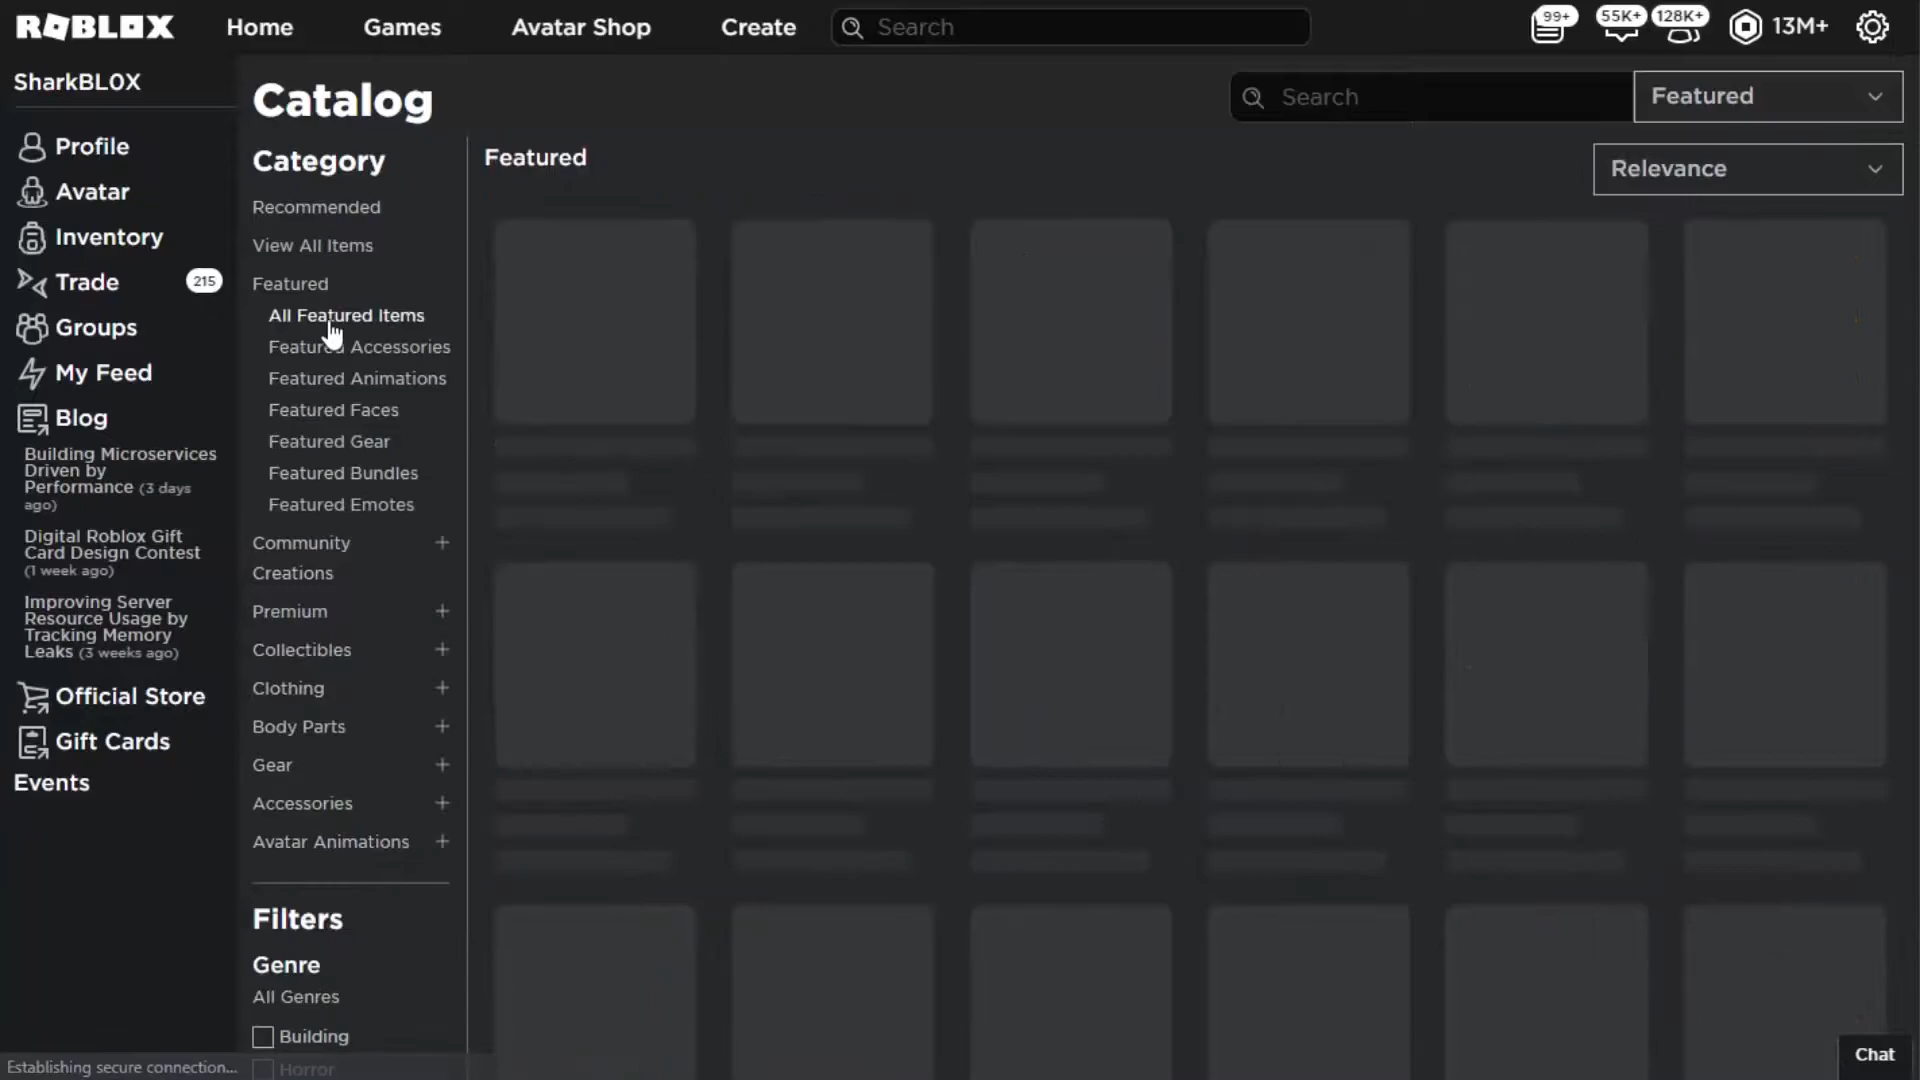 ROBLOX
Home
Games
Avatar Shop
Create
Search
99+
55K+
128K+
13M+
SharkBL0X
Profile
Avatar
Inventory
Trade
215
Groups
My Feed
Blog
Building Microservices
Driven by
Performance (3 days
ago)
Digital Roblox Gift
Card Design Contest
(1 week ago)
Improving Server
Resource Usage by
Tracking Memory
Leaks (3 weeks ago)
Official Store
Gift Cards
Events
Establishing secure connection...
Catalog
Search
Featured
Category
Recommended
View All Items
Featured
All Featured Items
Featured Accessories
Featured Animations
Featured Faces
Featured Gear
Featured Bundles
Featured Emotes
Community +
Creations
Premium +
Collectibles +
Clothing +
Body Parts +
Gear +
Accessories +
Avatar Animations +
Filters
Genre
All Genres
Building
Horror
Featured
Relevance
Chat